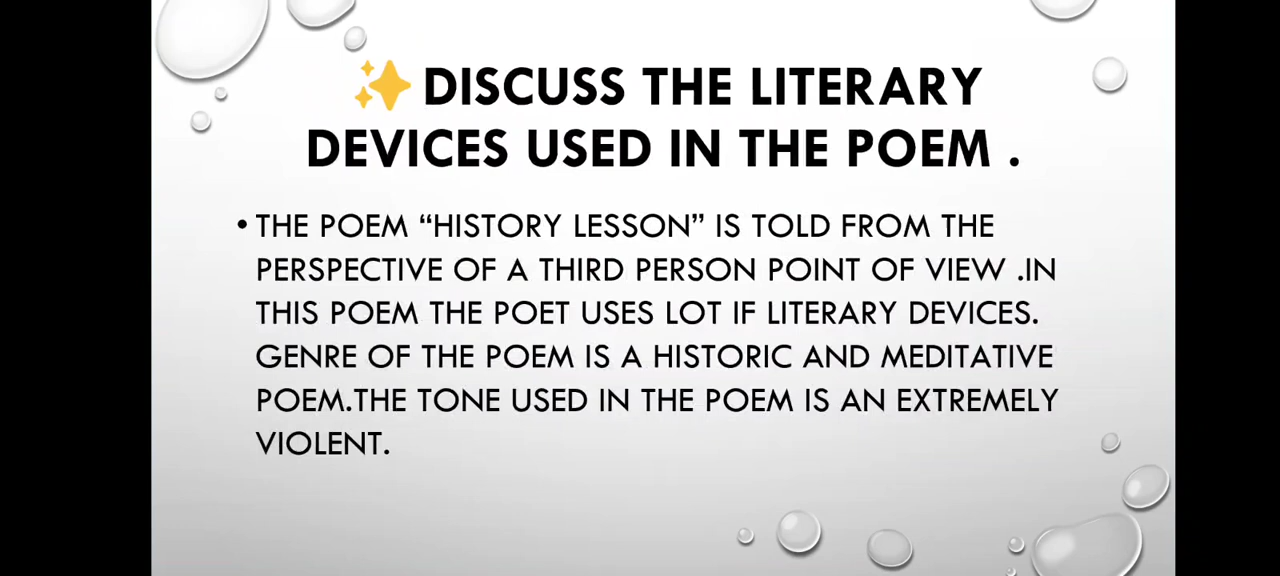 ✨ DISCUSS THE LITERARY
DEVICES USED IN THE POEM .
• THE POEM “HISTORY LESSON” IS TOLD FROM THE
PERSPECTIVE OF A THIRD PERSON POINT OF VIEW .IN
THIS POEM THE POET USES LOT IF LITERARY DEVICES.
GENRE OF THE POEM IS A HISTORIC AND MEDITATIVE
POEM.THE TONE USED IN THE POEM IS AN EXTREMELY
VIOLENT.